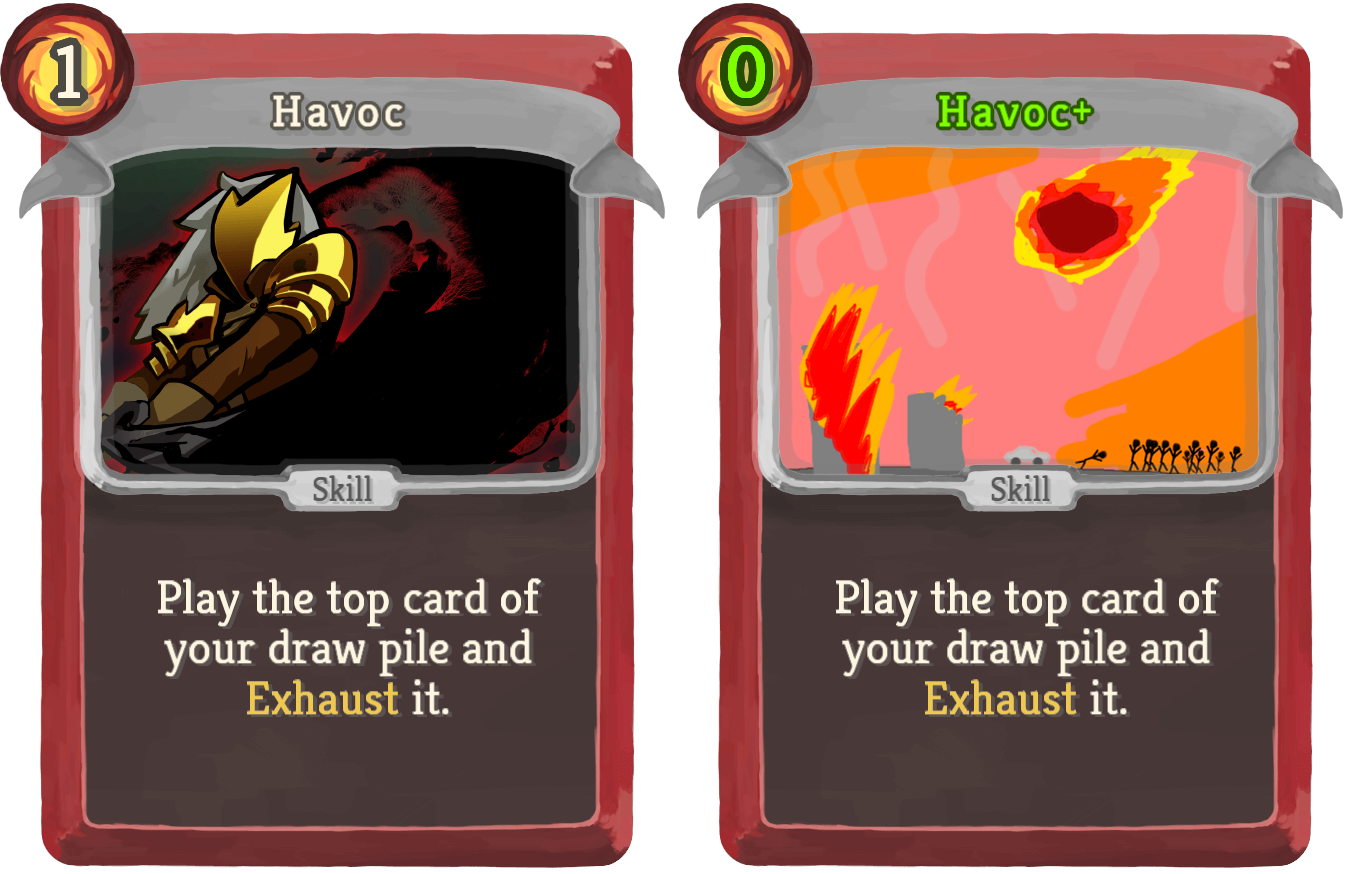 1
Havoc
Skill
Play the top card of
your draw pile and
Exhaust it.
0
Havoc+
Skill
Play the top card of
your draw pile and
Exhaust it.